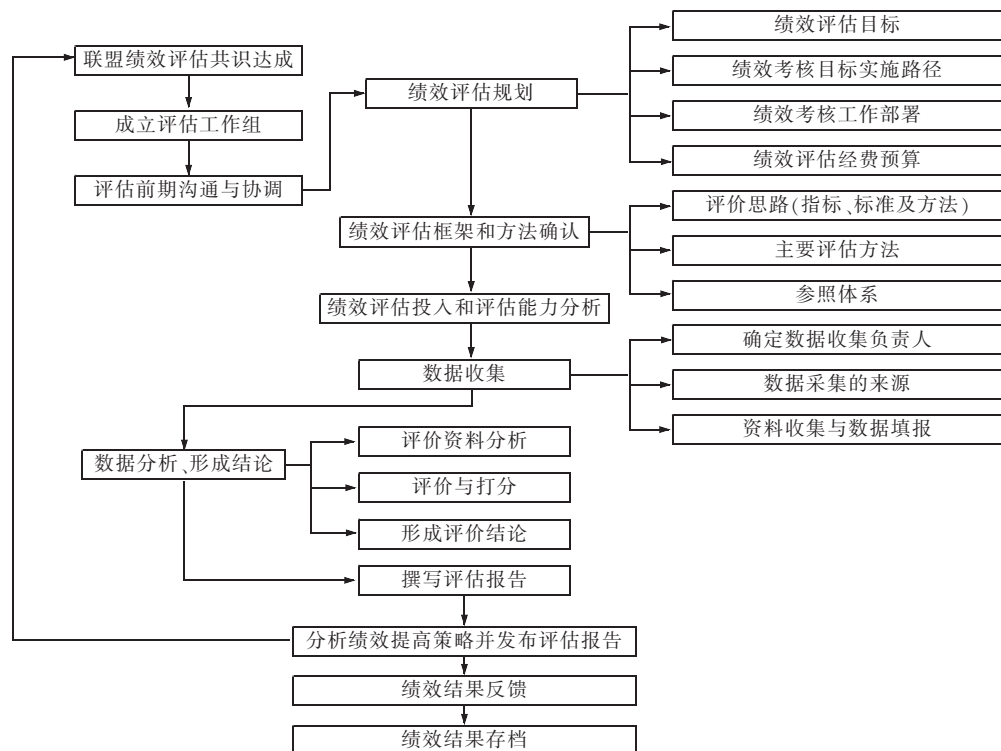 绩效评估目标
联盟绩效评估共识达成
绩效考核目标实施路径
绩效评估规划
成立评估工作组
绩效考核工作部署
绩效评估经费预算
评估前期沟通与协调
评价思路(指标、标准及方法)
绩效评估框架和方法确认
主要评估方法
参照体系
绩效评估投入和评估能力分析
确定数据收集负责人
数据收集
数据采集的来源
资料收集与数据填报
评价资料分析
数据分析、形成结论
评价与打分
形成评价结论
撰写评估报告
分析绩效提高策略并发布评估报告
绩效结果反馈
绩效结果存档